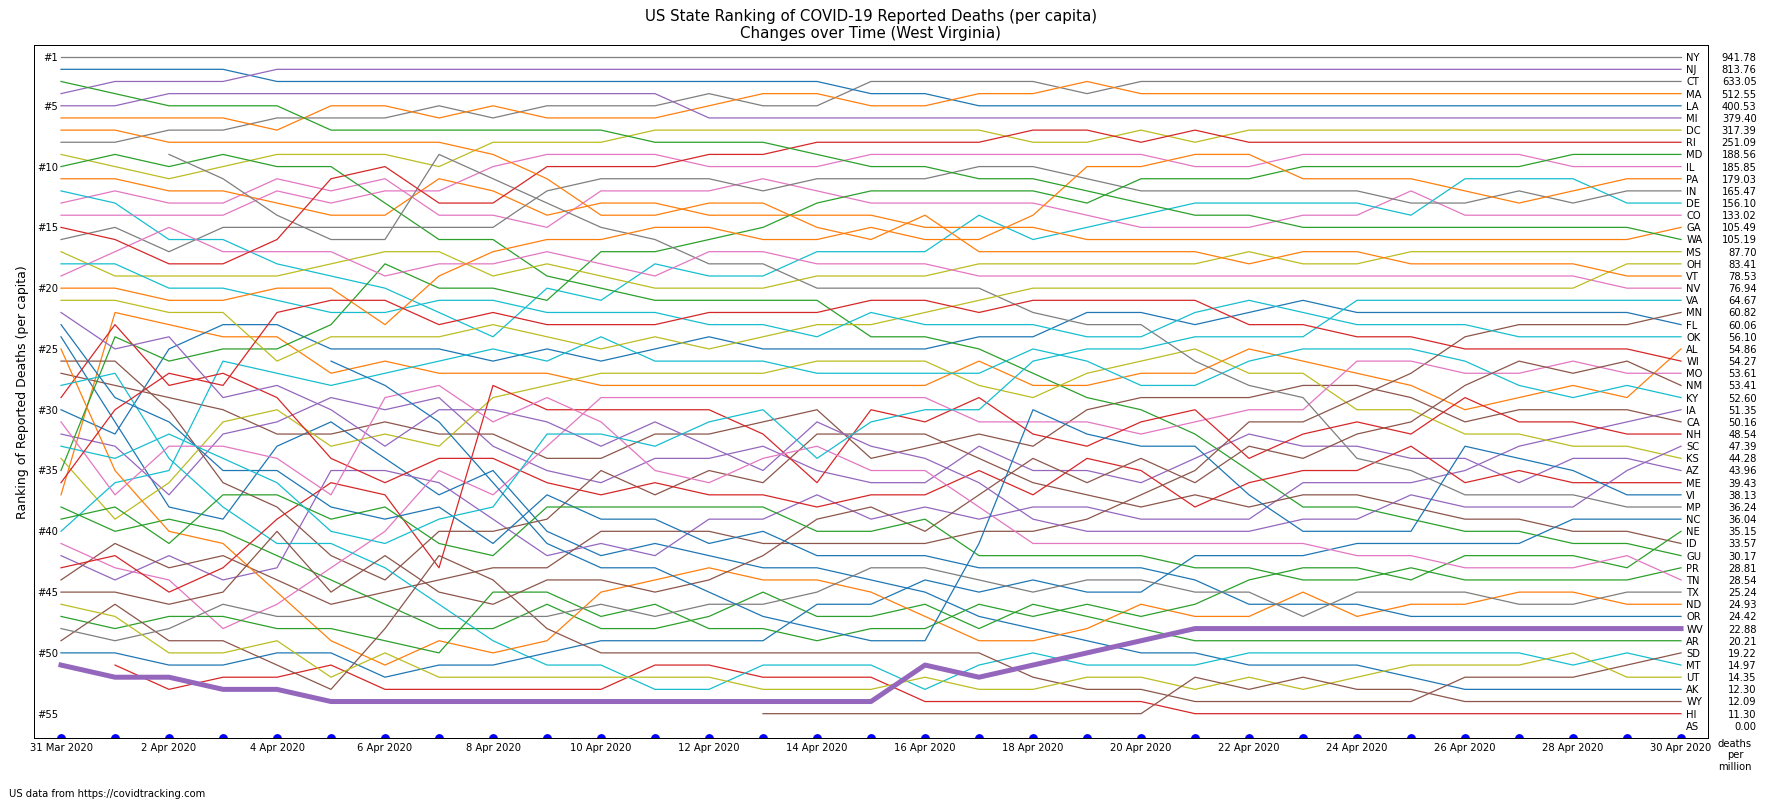 US State Ranking of COVID-19 Reported Deaths (per capita)
Changes over Time (West Virginia)
Ranking of Reported Deaths (per capita)
#1
#5
#10
#15
#20
#25
#30
#35
#40
#45
#50
#55
NY 941.78
NJ 813.76
CT 633.05
MA 512.55
LA 400.53
MI 379.40
DC 317.39
RI 251.09
MD 188.56
IL 185.85
PA 179.03
IN 165.47
DE 156.10
CO 133.02
GA 105.49
WA 105.19
MS 87.70
OH 83.41
VT 78.53
NV 76.94
VA 64.67
MN 60.82
FL 60.06
OK 56.10
AL 54.86
WI 54.27
MO 53.61
NM 53.41
KY 52.60
IA 51.35
CA 50.16
NH 48.54
SC 47.39
KS 44.28
AZ 43.96
ME 39.43
VI 38.13
MP 36.24
NC 36.04
NE 35.15
ID 33.57
GU 30.17
PR 28.81
TN 28.54
TX 25.24
ND 24.93
OR 24.42
WV 22.88
AR 20.21
SD 19.22
MT 14.97
UT 14.35
AK 12.30
WY 12.09
HI 11.30
AS 0.00
31 Mar 2020 2 Apr 2020 4 Apr 2020 6 Apr 2020 8 Apr 2020 10 Apr 2020 12 Apr 2020 14 Apr 2020 16 Apr 2020 18 Apr 2020 20 Apr 2020 22 Apr 2020 24 Apr 2020 26 Apr 2020 28 Apr 2020 30 Apr 2020
deaths
per
million
US data from https://covidtracking.com